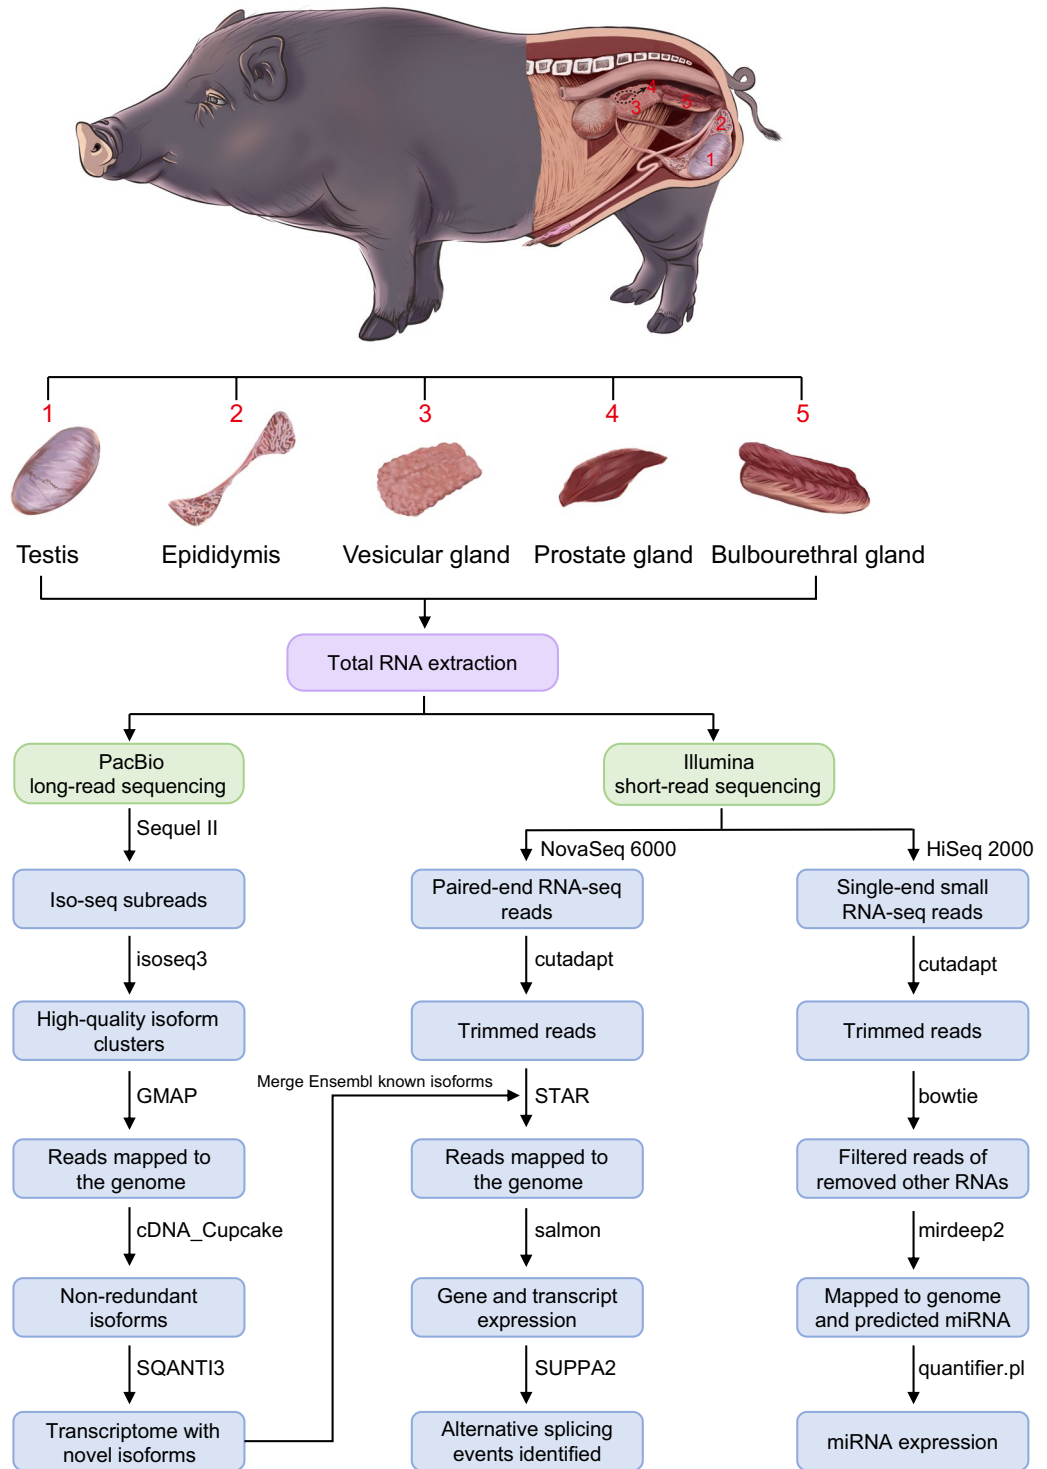 4
3
5
2
1
1
2
3
4
5
Testis
Epididymis
Vesicular gland
Prostate gland
Bulbourethral gland
Total RNA extraction
PacBio
long-read sequencing
Illumina
short-read sequencing
Sequel II
NovaSeq 6000
HiSeq 2000
Iso-seq subreads
Paired-end RNA-seq
reads
Single-end small
RNA-seq reads
isoseq3
cutadapt
cutadapt
High-quality isoform
clusters
Trimmed reads
Trimmed reads
GMAP
Merge Ensembl known isoforms
STAR
bowtie
Reads mapped to
the genome
Reads mapped to
the genome
Filtered reads of
removed other RNAs
cDNA_Cupcake
salmon
mirdeep2
Non-redundant
isoforms
Gene and transcript
expression
Mapped to genome
and predicted miRNA
SQANTI3
SUPPA2
quantifier.pl
Transcriptome with
novel isoforms
Alternative splicing
events identified
miRNA expression